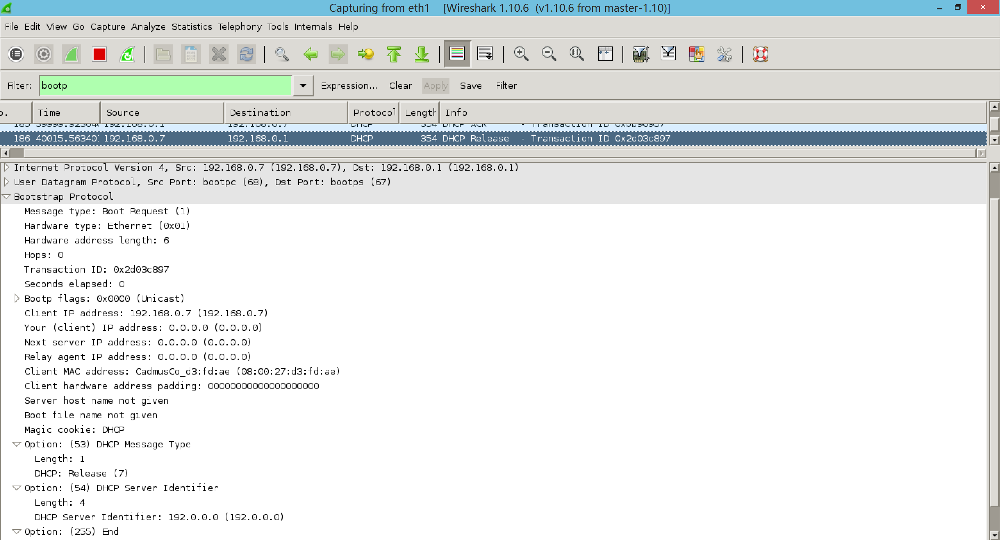 Capturing from eth1 [Wireshark 1.10.6 (v1.10.6 from master-1.10)]
File Edit View Go Capture Analyze Statistics Telephony Tools Internals Help
Filter: bootp Expression... Clear Apply Save Filter
o. Time Source Destination Protocol Length Info
185 39999.92364 192.168.0.1 192.168.0.7 DHCP 354 DHCP ACK - Transaction ID
186 40015.56340 192.168.0.7 192.168.0.1 DHCP 354 DHCP Release - Transaction ID 0x2d03c897
Internet Protocol Version 4, Src: 192.168.0.7 (192.168.0.7), Dst: 192.168.0.1 (192.168.0.1)
User Datagram Protocol, Src Port: bootpc (68), Dst Port: bootps (67)
Bootstrap Protocol
Message type: Boot Request (1)
Hardware type: Ethernet (0x01)
Hardware address length: 6
Hops: 0
Transaction ID: 0x2d03c897
Seconds elapsed: 0
Bootp flags: 0x0000 (Unicast)
Client IP address: 192.168.0.7 (192.168.0.7)
Your (client) IP address: 0.0.0.0 (0.0.0.0)
Next server IP address: 0.0.0.0 (0.0.0.0)
Relay agent IP address: 0.0.0.0 (0.0.0.0)
Client MAC address: CadmusCo_d3:fd:ae (08:00:27:d3:fd:ae)
Client hardware address padding: 00000000000000000000
Server host name not given
Boot file name not given
Magic cookie: DHCP
Option: (53) DHCP Message Type
Length: 1
DHCP: Release (7)
Option: (54) DHCP Server Identifier
Length: 4
DHCP Server Identifier: 192.0.0.0 (192.0.0.0)
Option: (255) End